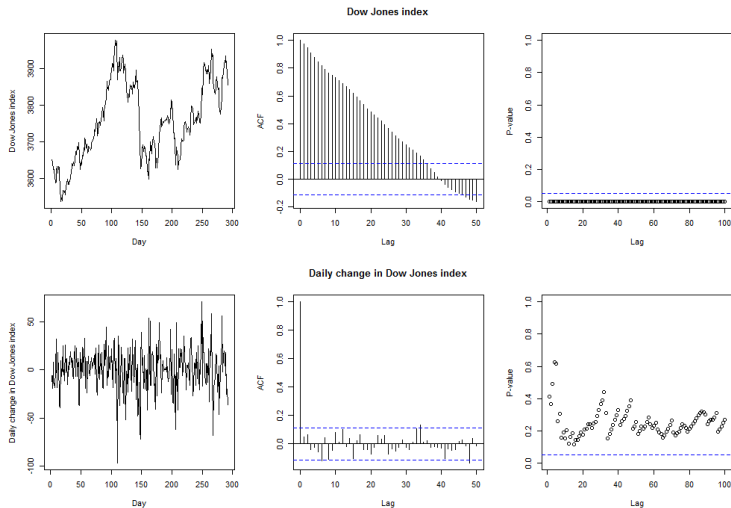 Dow Jones index
Dow Jones index
3600 3700 3800 3900
0 50 100 150 200 250 300
Day
ACF
-0.2 0.0 0.2 0.4 0.6 0.8 1.0
0 10 20 30 40 50
Lag
P-value
0.0 0.2 0.4 0.6 0.8 1.0
0 20 40 60 80 100
Lag
Daily change in Dow Jones index
Daily change in Dow Jones index
-100 -50 0 50
0 50 100 150 200 250 300
Day
ACF
0.0 0.2 0.4 0.6 0.8 1.0
0 10 20 30 40 50
Lag
P-value
0.0 0.2 0.4 0.6 0.8 1.0
0 20 40 60 80 100
Lag